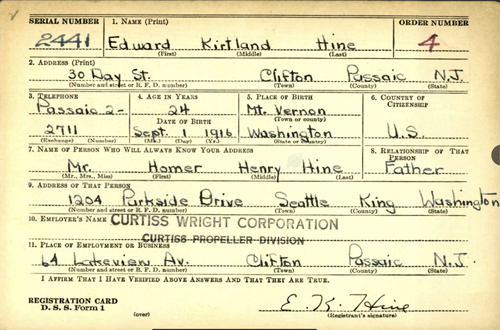 SERIAL NUMBER 1. NAME (Print) ORDER NUMBER
2441 Edward Kirtland Hine 4
(First) (Middle) (Last)
2. ADDRESS (Print)
30 Day St. Clifton Passaic N.J.
(Number and street or R. F. D. number) (Town) (County) (State)
3. TELEPHONE 4. AGE IN YEARS 5. PLACE OF BIRTH 6. COUNTRY OF CITIZENSHIP
Passaic 2- 24 Mt. Vernon
DATE OF BIRTH (Town or county)
2711 Sept. 1 1916 Washington U.S.
(Exchange) (Number) (Mo.) (Day) (Yr.) (State or country)
7. NAME OF PERSON WHO WILL ALWAYS KNOW YOUR ADDRESS 8. RELATIONSHIP OF THAT PERSON
Mr. Homer Henry Hine Father
(Mr., Mrs., Miss) (First) (Middle) (Last)
9. ADDRESS OF THAT PERSON
1204 Parkside Drive Seattle King Washington
(Number and street or R. F. D. number) (Town) (County) (State)
10. EMPLOYER'S NAME CURTISS WRIGHT CORPORATION
CURTISS PROPELLER DIVISION
11. PLACE OF EMPLOYMENT OR BUSINESS
64 Lakeview Av. Clifton Passaic N.J.
(Number and street or R. F. D. number) (Town) (County) (State)
I AFFIRM THAT I HAVE VERIFIED ABOVE ANSWERS AND THAT THEY ARE TRUE.
REGISTRATION CARD E. K. Hine
D. S. S. Form 1 (over) (Registrant's signature)